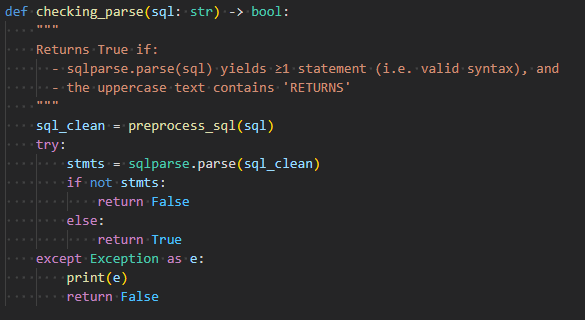 def checking_parse(sql: str) -> bool:
    """
    Returns True if:
      - sqlparse.parse(sql) yields ≥1 statement (i.e. valid syntax), and
      - the uppercase text contains 'RETURNS'
    """
    sql_clean = preprocess_sql(sql)
    try:
        stmts = sqlparse.parse(sql_clean)
        if not stmts:
            return False
        else:
            return True
    except Exception as e:
        print(e)
        return False